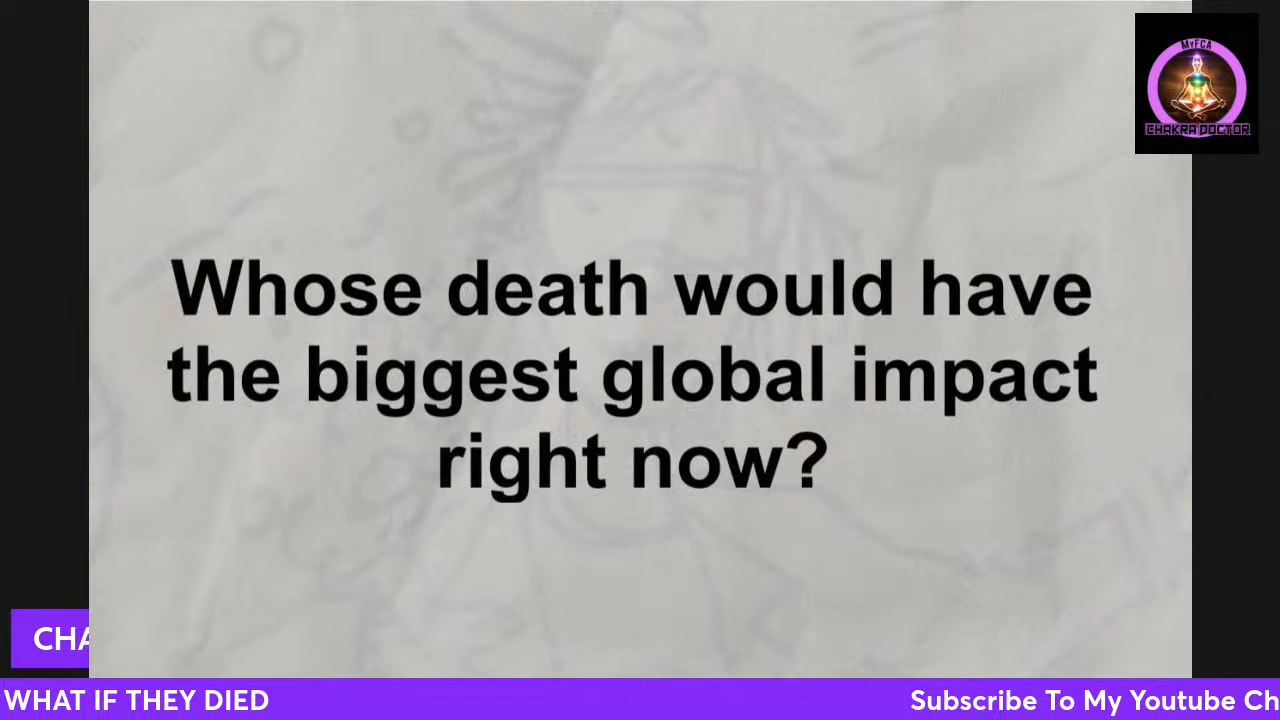 MYFCA
CHAKRA DOCTOR
Whose death would have
the biggest global impact
right now?
CHA
WHAT IF THEY DIED
Subscribe To My Youtube Ch